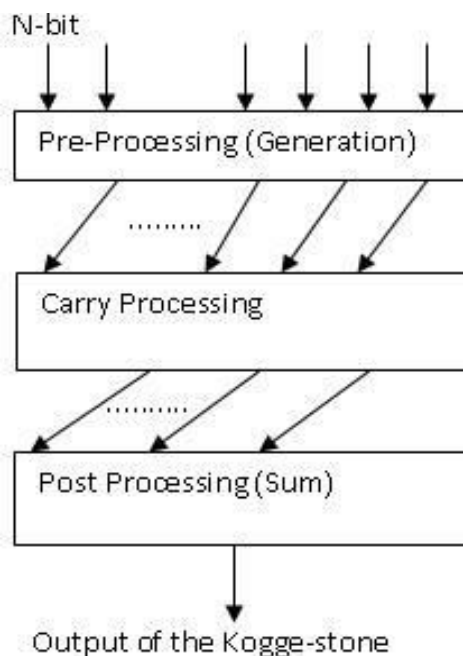 N-bit
Pre-Processing (Generation)
Carry Processing
Post Processing (Sum)
Output of the Kogge-stone